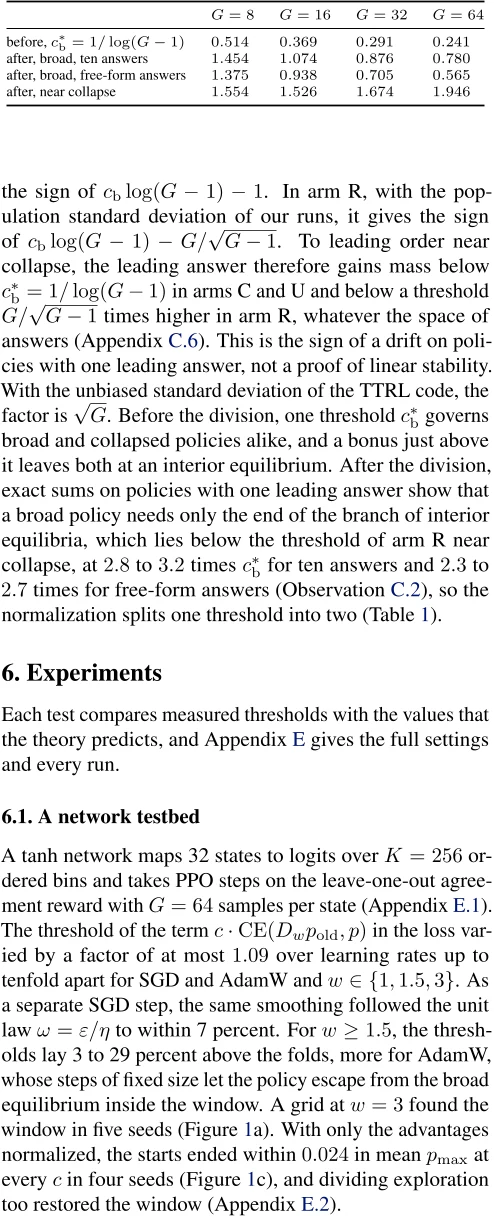 G = 8 G = 16 G = 32 G = 64
before, c*_b = 1/ log(G − 1) 0.514 0.369 0.291 0.241
after, broad, ten answers 1.454 1.074 0.876 0.780
after, broad, free-form answers 1.375 0.938 0.705 0.565
after, near collapse 1.554 1.526 1.674 1.946
the sign of c_b log(G − 1) − 1. In arm R, with the pop-
ulation standard deviation of our runs, it gives the sign
of c_b log(G − 1) − G/√(G − 1). To leading order near
collapse, the leading answer therefore gains mass below
c*_b = 1/ log(G − 1) in arms C and U and below a threshold
G/√(G − 1) times higher in arm R, whatever the space of
answers (Appendix C.6). This is the sign of a drift on poli-
cies with one leading answer, not a proof of linear stability.
With the unbiased standard deviation of the TTRL code, the
factor is √G. Before the division, one threshold c*_b governs
broad and collapsed policies alike, and a bonus just above
it leaves both at an interior equilibrium. After the division,
exact sums on policies with one leading answer show that
a broad policy needs only the end of the branch of interior
equilibria, which lies below the threshold of arm R near
collapse, at 2.8 to 3.2 times c*_b for ten answers and 2.3 to
2.7 times for free-form answers (Observation C.2), so the
normalization splits one threshold into two (Table 1).
6. Experiments
Each test compares measured thresholds with the values that
the theory predicts, and Appendix E gives the full settings
and every run.
6.1. A network testbed
A tanh network maps 32 states to logits over K = 256 or-
dered bins and takes PPO steps on the leave-one-out agree-
ment reward with G = 64 samples per state (Appendix E.1).
The threshold of the term c · CE(D_w p_old, p) in the loss var-
ied by a factor of at most 1.09 over learning rates up to
tenfold apart for SGD and AdamW and w ∈ {1, 1.5, 3}. As
a separate SGD step, the same smoothing followed the unit
law ω = ε/η to within 7 percent. For w ≥ 1.5, the thresh-
olds lay 3 to 29 percent above the folds, more for AdamW,
whose steps of fixed size let the policy escape from the broad
equilibrium inside the window. A grid at w = 3 found the
window in five seeds (Figure 1a). With only the advantages
normalized, the starts ended within 0.024 in mean p_max at
every c in four seeds (Figure 1c), and dividing exploration
too restored the window (Appendix E.2).